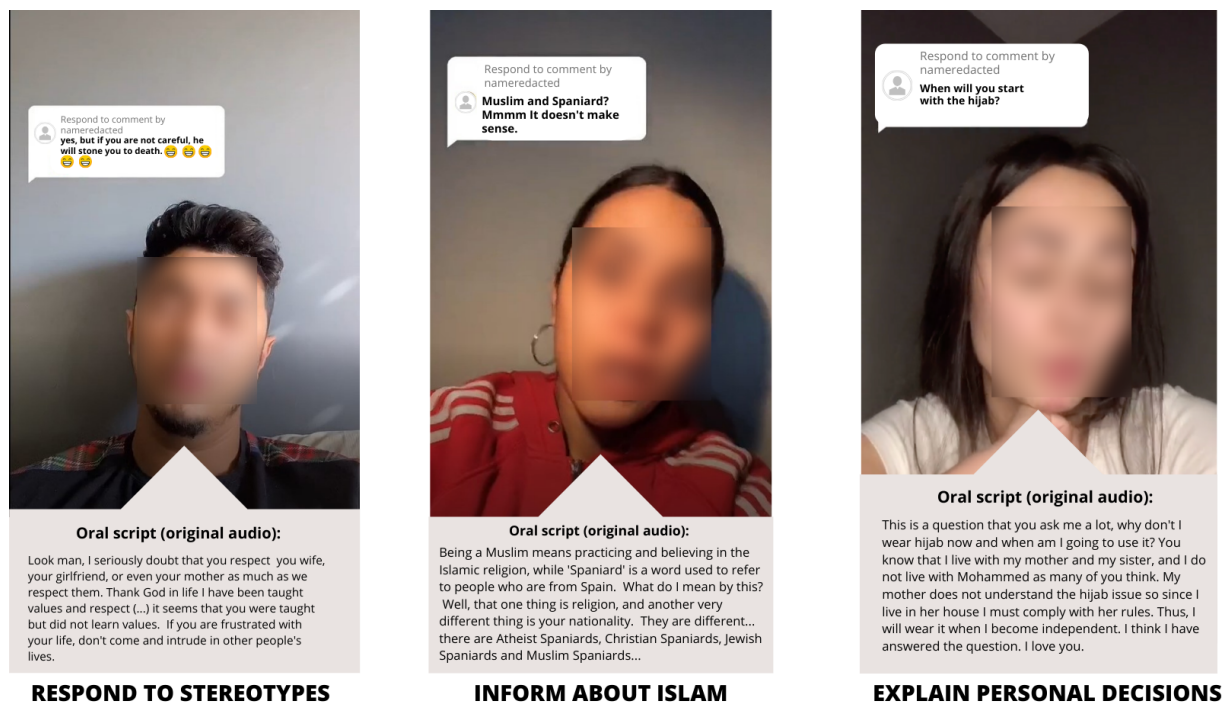 Respond to comment by
nameredacted
yes, but if you are not careful, he
will stone you to death. 😂 😂 😂
😂 😂
Oral script (original audio):
Look man, I seriously doubt that you respect  you wife,
your girlfriend, or even your mother as much as we
respect them. Thank God in life I have been taught
values and respect (...) it seems that you were taught
but did not learn values.  If you are frustrated with
your life, don't come and intrude in other people's
lives.
RESPOND TO STEREOTYPES
Respond to comment by
nameredacted
Muslim and Spaniard?
Mmmm It doesn't make
sense.
Oral script (original audio):
Being a Muslim means practicing and believing in the
Islamic religion, while 'Spaniard' is a word used to refer
to people who are from Spain.  What do I mean by this?
Well, that one thing is religion, and another very
different thing is your nationality.  They are different...
there are Atheist Spaniards, Christian Spaniards, Jewish
Spaniards and Muslim Spaniards...
INFORM ABOUT ISLAM
Respond to comment by
nameredacted
When will you start
with the hijab?
Oral script (original audio):
This is a question that you ask me a lot, why don't I
wear hijab now and when am I going to use it? You
know that I live with my mother and my sister, and I do
not live with Mohammed as many of you think. My
mother does not understand the hijab issue so since I
live in her house I must comply with her rules. Thus, I
will wear it when I become independent. I think I have
answered the question. I love you.
EXPLAIN PERSONAL DECISIONS